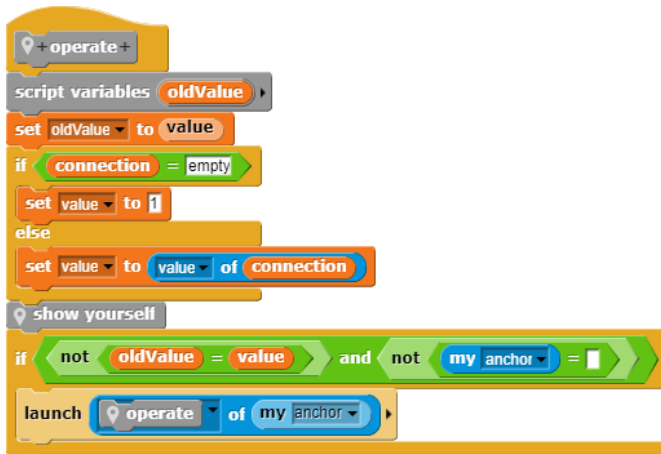 +operate+
script variables oldValue
set oldValue to value
if connection = empty
set value to 1
else
set value to value of connection
show yourself
if not oldValue = value and not my anchor =
launch operate of my anchor